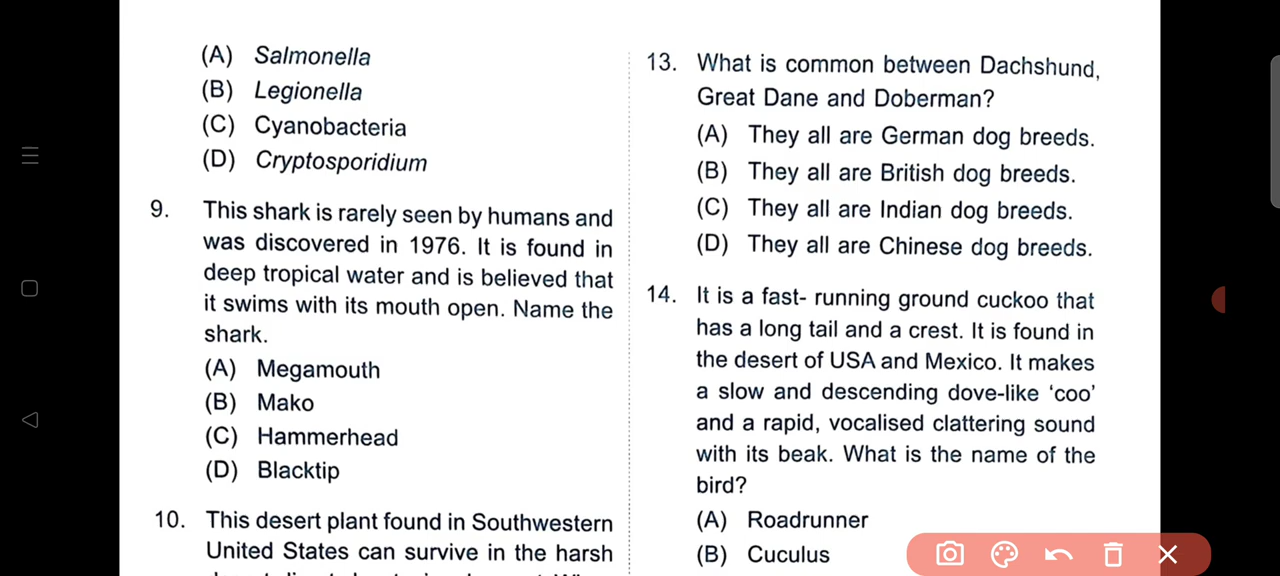 (A) Salmonella
(B) Legionella
(C) Cyanobacteria
(D) Cryptosporidium
9. This shark is rarely seen by humans and
was discovered in 1976. It is found in
deep tropical water and is believed that
it swims with its mouth open. Name the
shark.
(A) Megamouth
(B) Mako
(C) Hammerhead
(D) Blacktip
10. This desert plant found in Southwestern
United States can survive in the harsh
13. What is common between Dachshund,
Great Dane and Doberman?
(A) They all are German dog breeds.
(B) They all are British dog breeds.
(C) They all are Indian dog breeds.
(D) They all are Chinese dog breeds.
14. It is a fast- running ground cuckoo that
has a long tail and a crest. It is found in
the desert of USA and Mexico. It makes
a slow and descending dove-like ‘coo’
and a rapid, vocalised clattering sound
with its beak. What is the name of the
bird?
(A) Roadrunner
(B) Cuculus